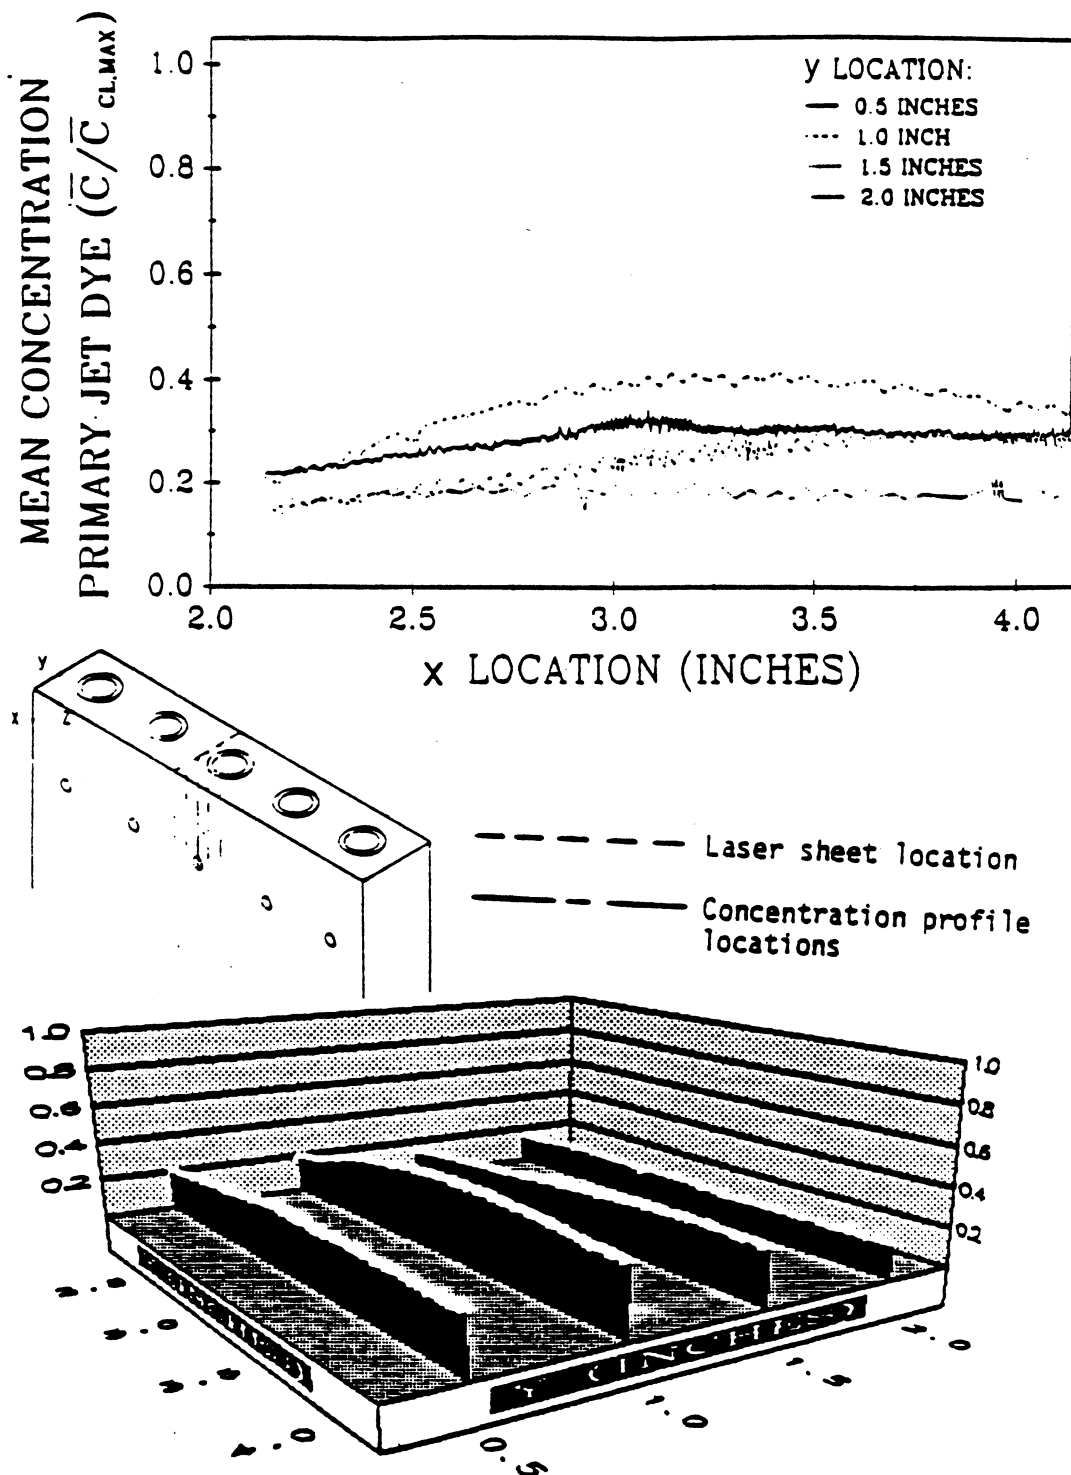 MEAN CONCENTRATION
PRIMARY JET DYE (C̅/C̅ CL,MAX)
1.0
0.8
0.6
0.4
0.2
0.0
y LOCATION:
0.5 INCHES
1.0 INCH
1.5 INCHES
2.0 INCHES
2.0
2.5
3.0
3.5
4.0
x LOCATION (INCHES)
y
x
Laser sheet location
Concentration profile
locations
1.0
0.8
0.6
0.4
0.2
1.0
0.8
0.6
0.4
0.2
4.0
0.5
1.0
1.5
2.0
Y (INCHES)